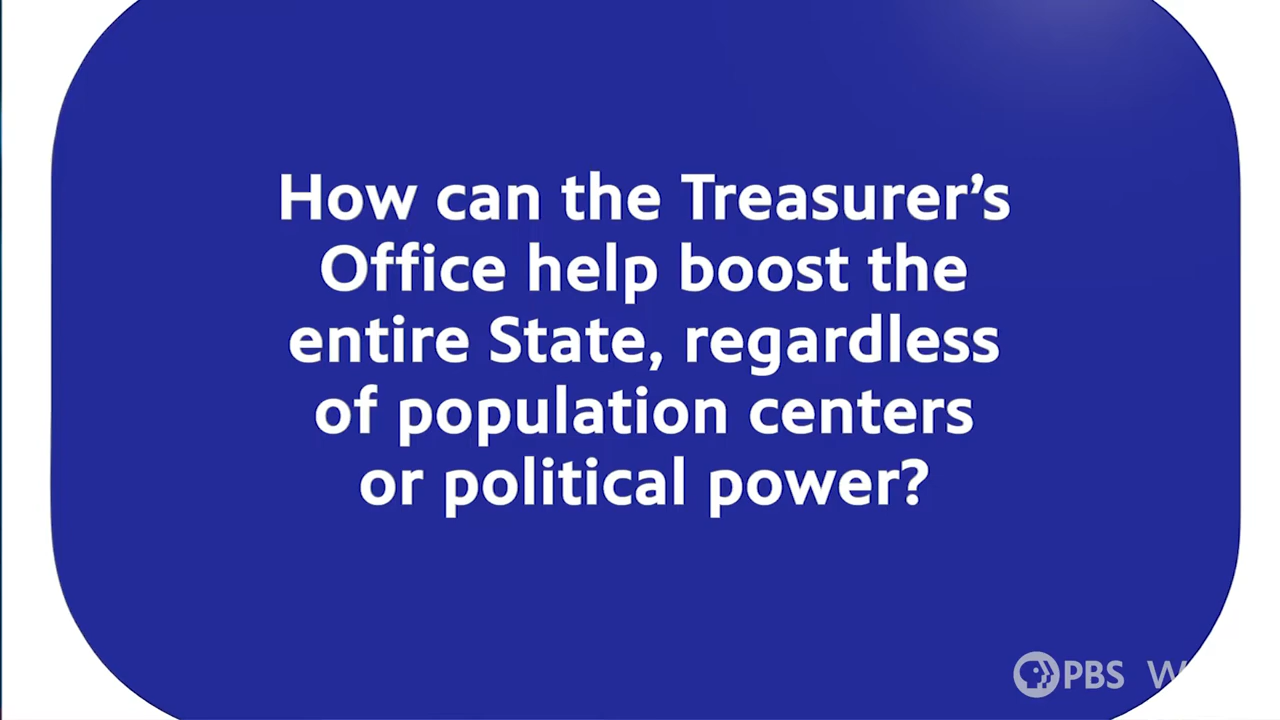 How can the Treasurer’s
Office help boost the
entire State, regardless
of population centers
or political power?
PBS W